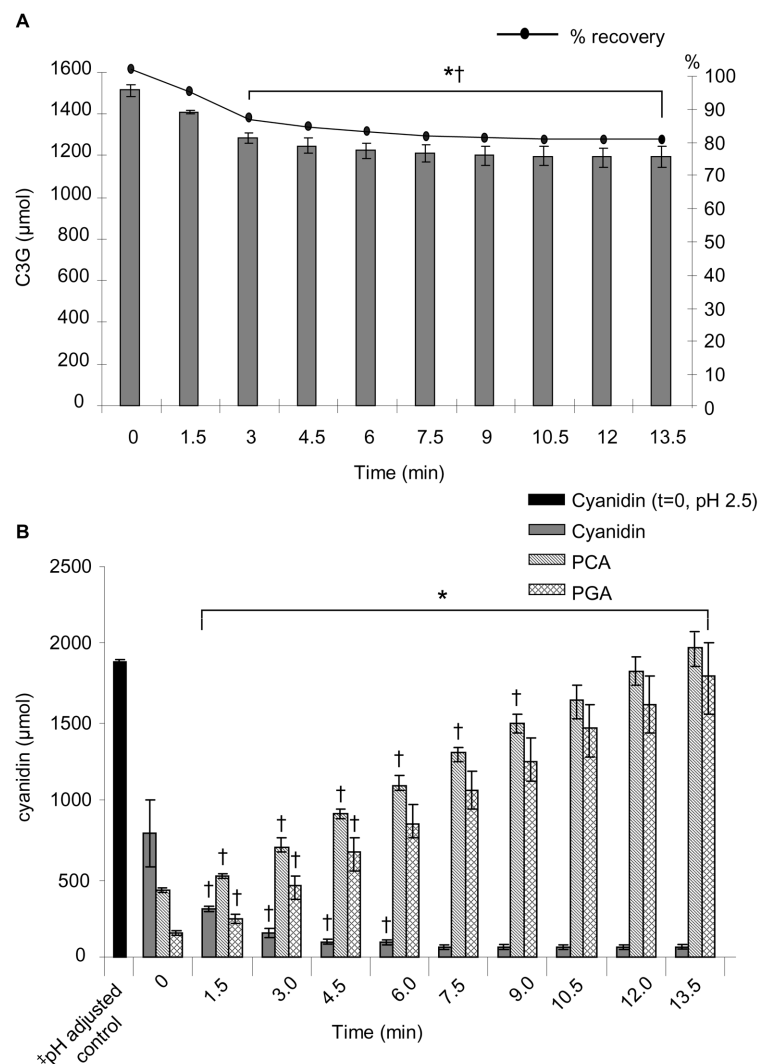 A
% recovery
%
*†
1600
1400
1200
1000
800
600
400
200
0
100
90
80
70
60
50
40
30
20
10
0
C3G (µmol)
0 1.5 3 4.5 6 7.5 9 10.5 12 13.5
Time (min)
Cyanidin (t=0, pH 2.5)
Cyanidin
PCA
PGA
B
*
2500
2000
1500
1000
500
0
cyanidin (µmol)
† † † † † † † † † † † † †
‡pH adjusted
control
0 1.5 3.0 4.5 6.0 7.5 9.0 10.5 12.0 13.5
Time (min)